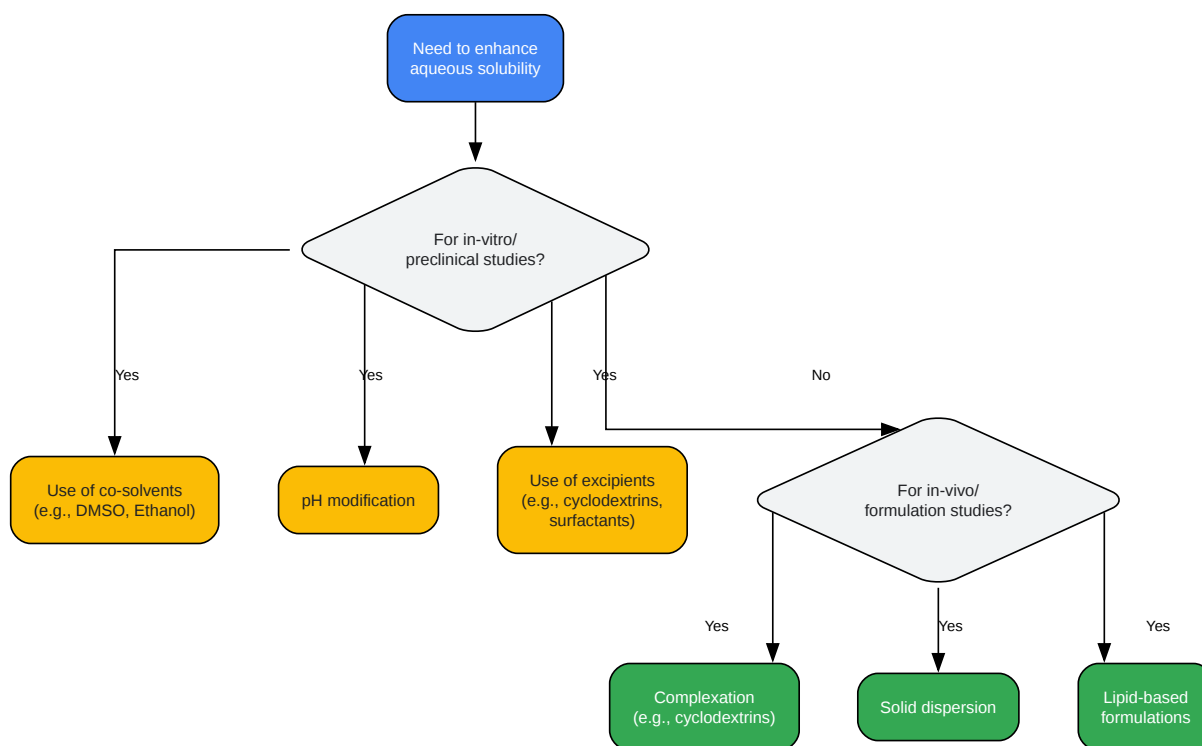 Need to enhance
aqueous solubility
For in-vitro/
preclinical studies?
Yes
Yes
Yes
No
Use of co-solvents
(e.g., DMSO, Ethanol)
pH modification
Use of excipients
(e.g., cyclodextrins,
surfactants)
For in-vivo/
formulation studies?
Yes
Yes
Yes
Complexation
(e.g., cyclodextrins)
Solid dispersion
Lipid-based
formulations